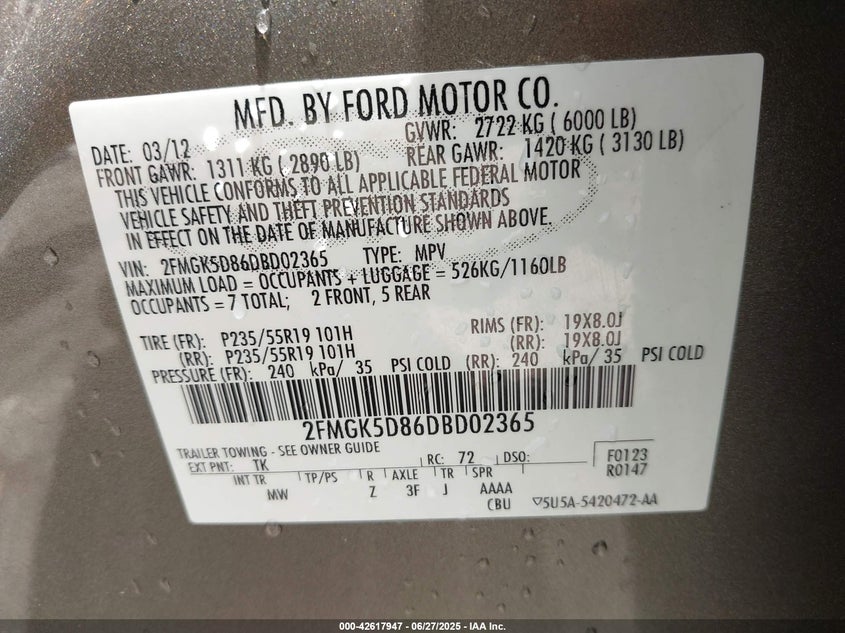 MFD. BY FORD MOTOR CO.
DATE: 03/12 GVWR: 2722 KG ( 6000 LB)
FRONT GAWR: 1311 KG ( 2890 LB) REAR GAWR: 1420 KG ( 3130 LB)
THIS VEHICLE CONFORMS TO ALL APPLICABLE FEDERAL MOTOR
VEHICLE SAFETY AND THEFT PREVENTION STANDARDS
IN EFFECT ON THE DATE OF MANUFACTURE SHOWN ABOVE.
VIN: 2FMGK5D86DBD02365 TYPE: MPV
MAXIMUM LOAD = OCCUPANTS + LUGGAGE = 526KG/1160LB
OCCUPANTS = 7 TOTAL; 2 FRONT, 5 REAR
TIRE (FR): P235/55R19 101H RIMS (FR): 19X8.0J
(RR): P235/55R19 101H (RR): 19X8.0J
PRESSURE (FR): 240 kPa/ 35 PSI COLD (RR): 240 kPa/ 35 PSI COLD
2FMGK5D86DBD02365
TRAILER TOWING - SEE OWNER GUIDE
EXT PNT: TK RC: 72 DSO: F0123
INT TR TP/PS R AXLE TR SPR R0147
MW Z 3F J AAAA
CBU ▽5U5A-5420472-AA
000-42617947 - 06/27/2025 - IAA Inc.